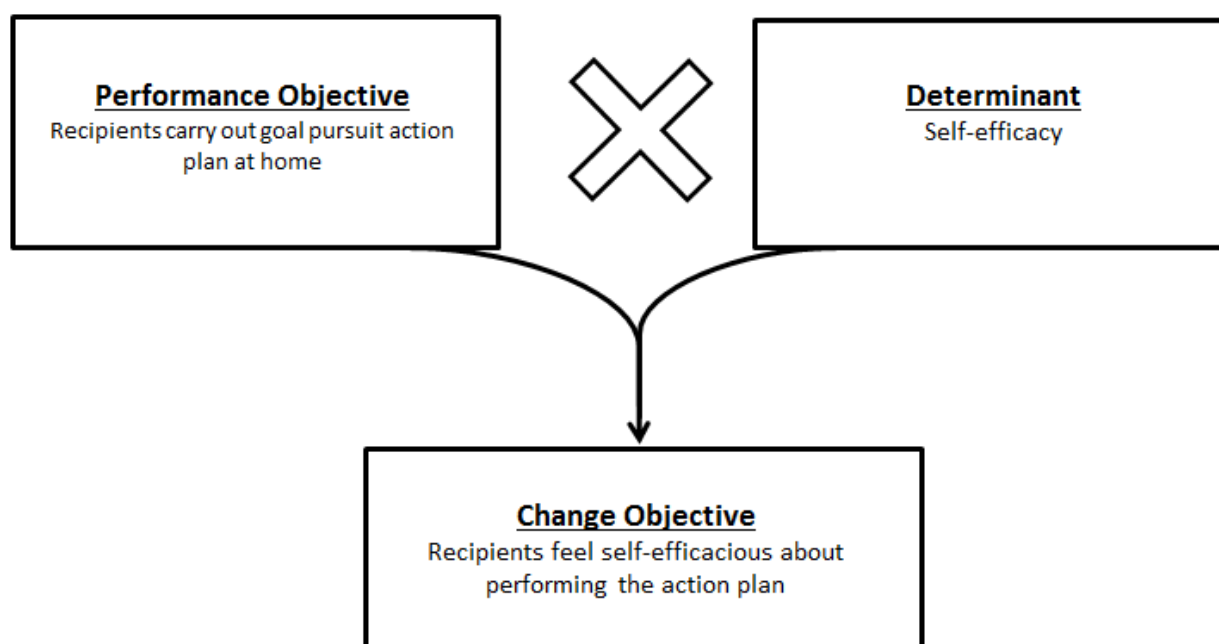 Performance Objective
Recipients carry out goal pursuit action
plan at home
Determinant
Self-efficacy
Change Objective
Recipients feel self-efficacious about
performing the action plan